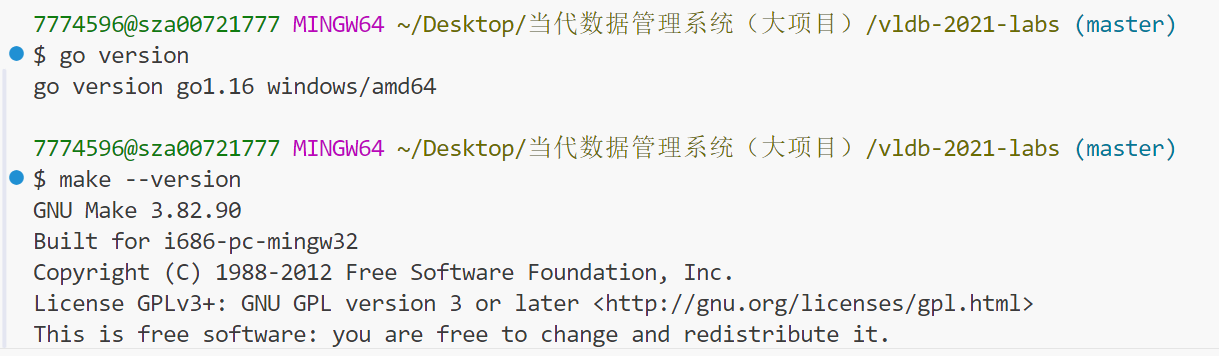 7774596@sza00721777 MINGW64 ~/Desktop/当代数据管理系统（大项目）/vldb-2021-labs (master)
$ go version
go version go1.16 windows/amd64
7774596@sza00721777 MINGW64 ~/Desktop/当代数据管理系统（大项目）/vldb-2021-labs (master)
$ make --version
GNU Make 3.82.90
Built for i686-pc-mingw32
Copyright (C) 1988-2012 Free Software Foundation, Inc.
License GPLv3+: GNU GPL version 3 or later <http://gnu.org/licenses/gpl.html>
This is free software: you are free to change and redistribute it.